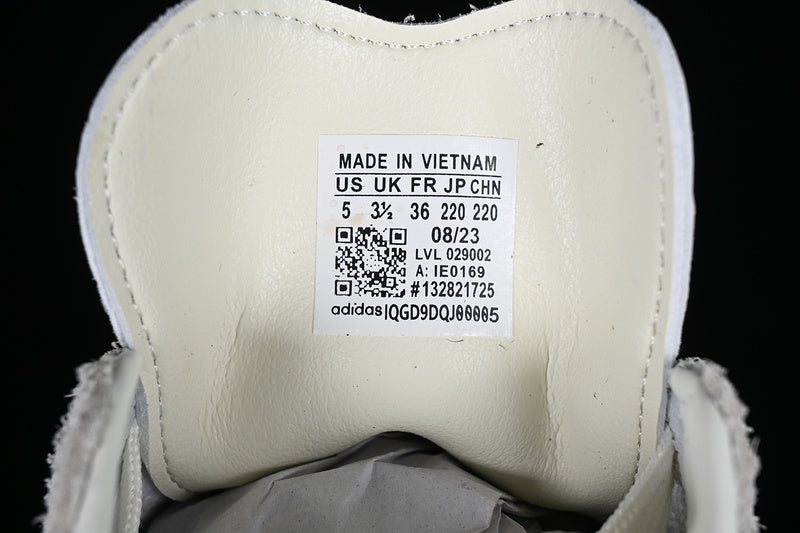 MADE IN VIETNAM
US UK FR JP CHN
5 3½ 36 220 220
08/23
LVL 029002
A: IE0169
#132821725
adidas|QGD9DQJ00005